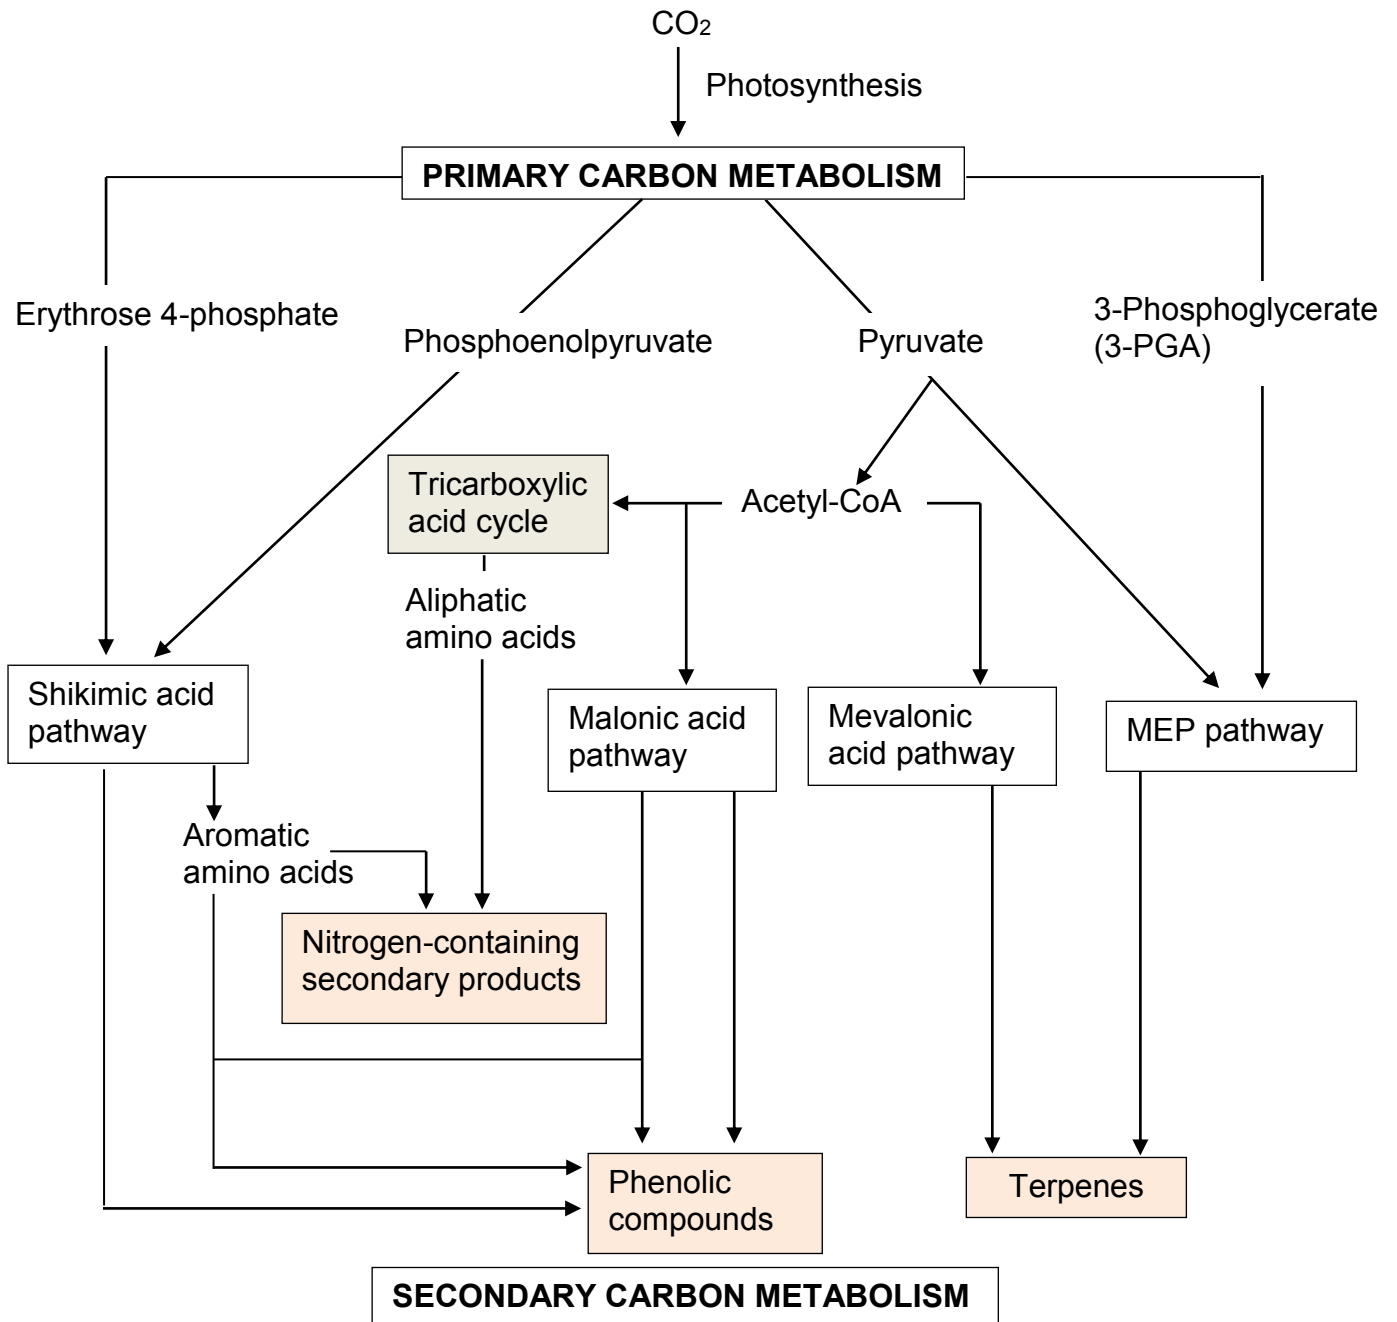 CO₂
Photosynthesis
PRIMARY CARBON METABOLISM
Erythrose 4-phosphate
Phosphoenolpyruvate
Pyruvate
3-Phosphoglycerate
(3-PGA)
Tricarboxylic
acid cycle
Acetyl-CoA
Aliphatic
amino acids
Shikimic acid
pathway
Malonic acid
pathway
Mevalonic
acid pathway
MEP pathway
Aromatic
amino acids
Nitrogen-containing
secondary products
Phenolic
compounds
Terpenes
SECONDARY CARBON METABOLISM